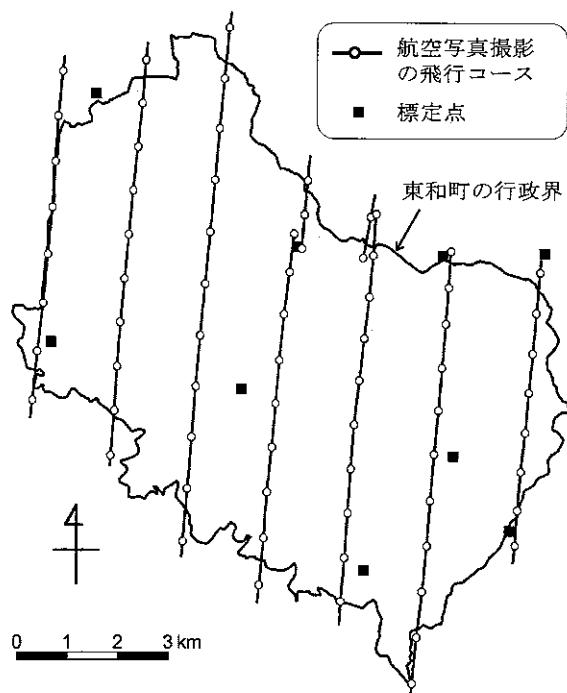 航空写真撮影
の飛行コース
標定点
東和町の行政界
0 1 2 3 km